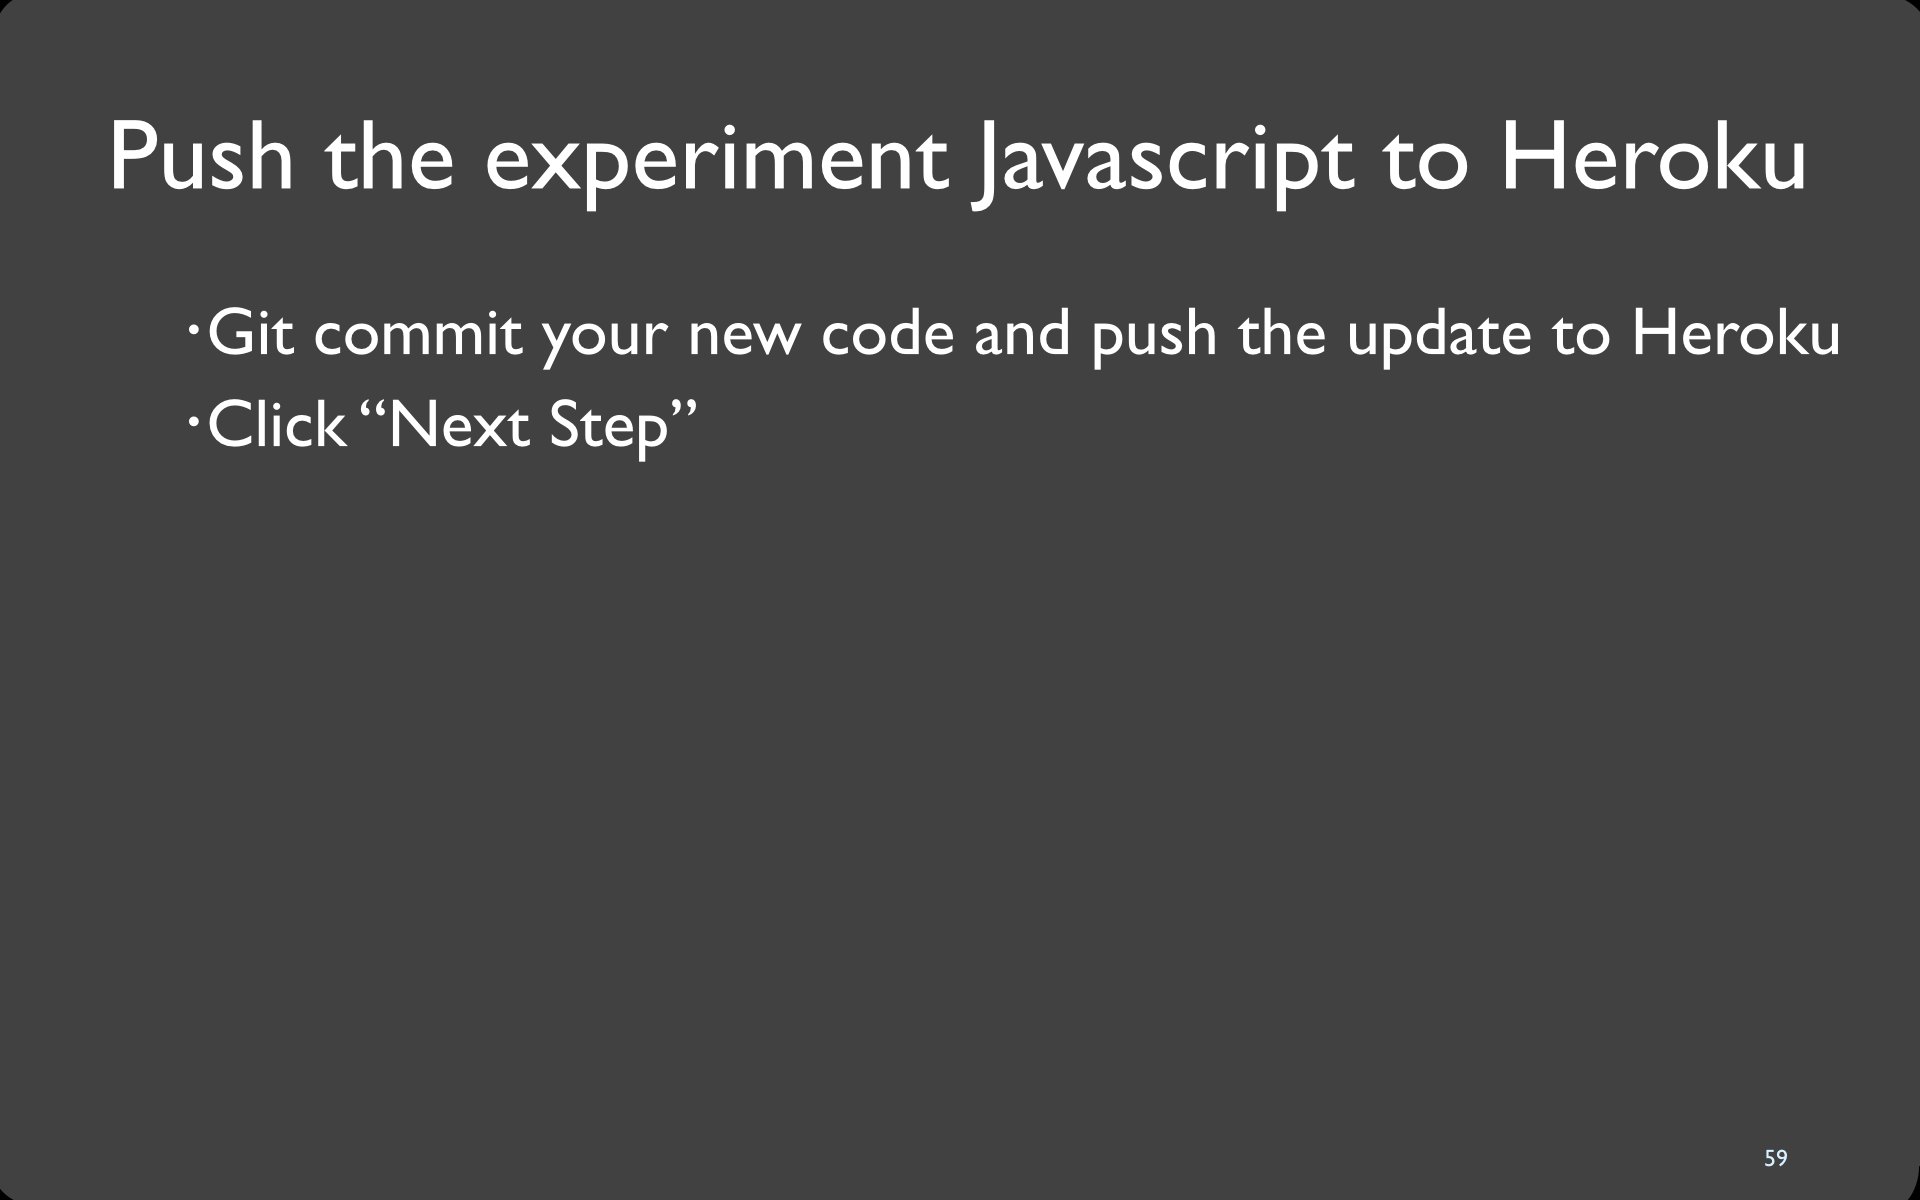 Push the experiment Javascript to Heroku
• Git commit your new code and push the update to Heroku
• Click “Next Step”
59